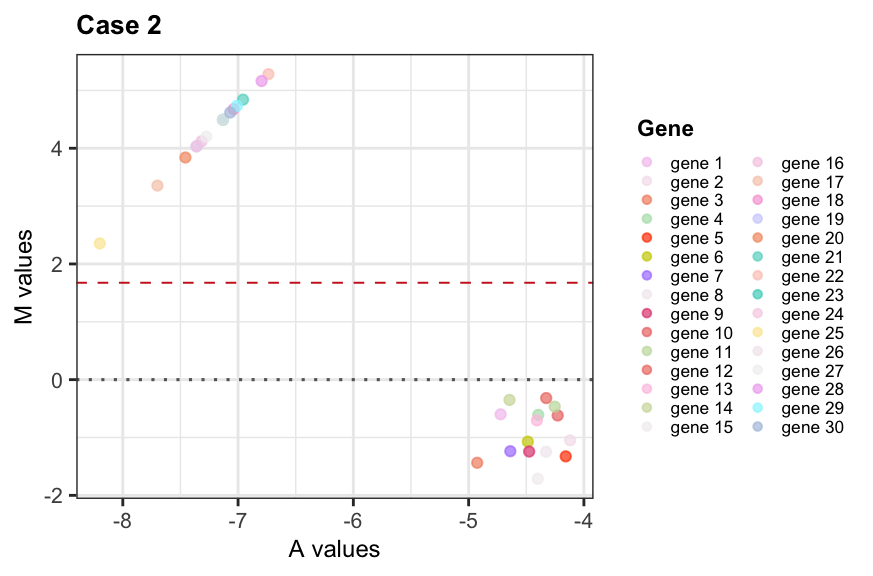 Case 2
M values
4
2
0
-2
-8
-7
-6
-5
-4
A values
Gene
gene 1
gene 2
gene 3
gene 4
gene 5
gene 6
gene 7
gene 8
gene 9
gene 10
gene 11
gene 12
gene 13
gene 14
gene 15
gene 16
gene 17
gene 18
gene 19
gene 20
gene 21
gene 22
gene 23
gene 24
gene 25
gene 26
gene 27
gene 28
gene 29
gene 30